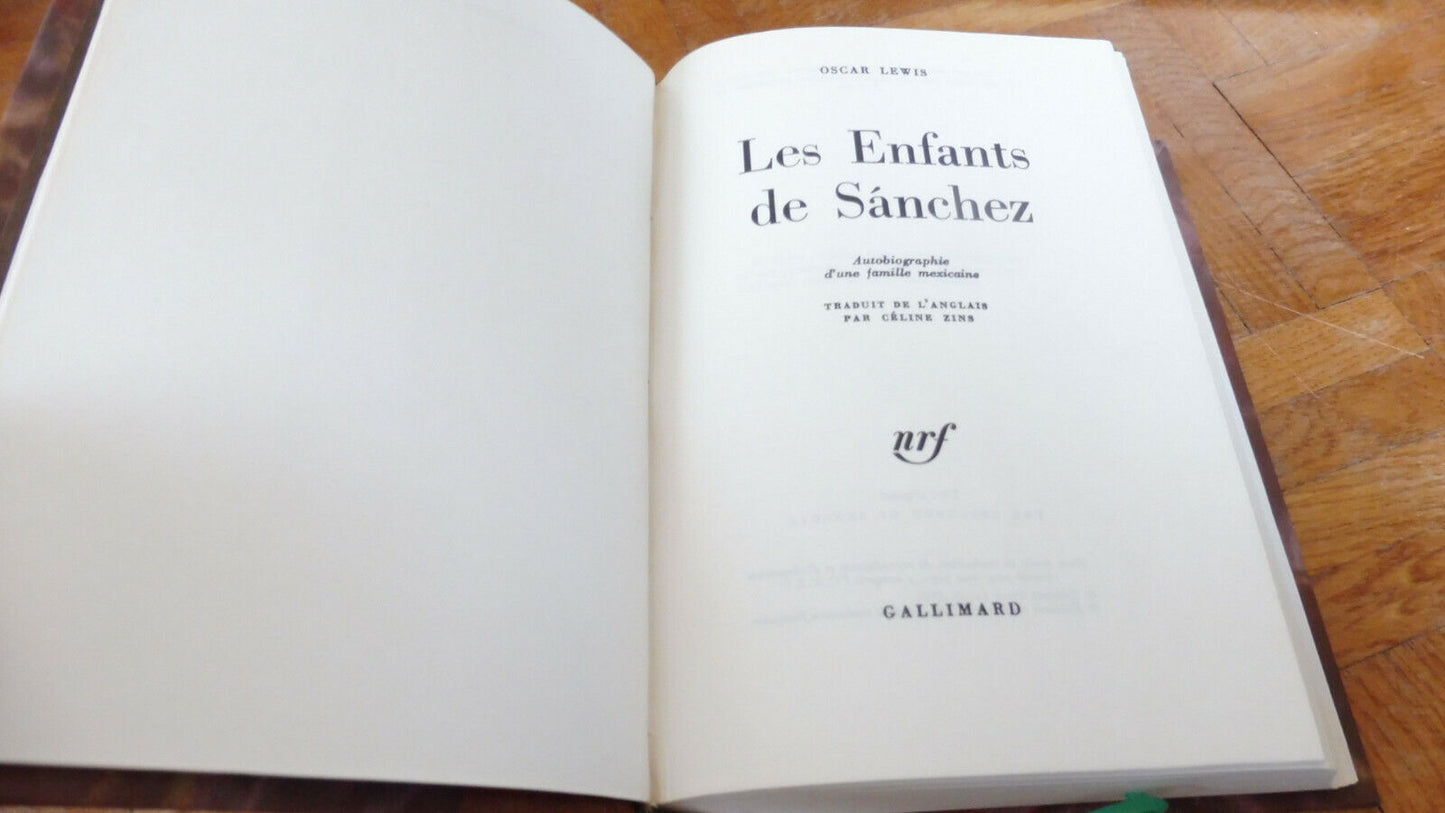 OSCAR LEWIS
Les Enfants
de Sánchez
Autobiographie
d'une famille mexicaine
TRADUIT DE L'ANGLAIS
PAR CÉLINE ZINS
nrf
GALLIMARD